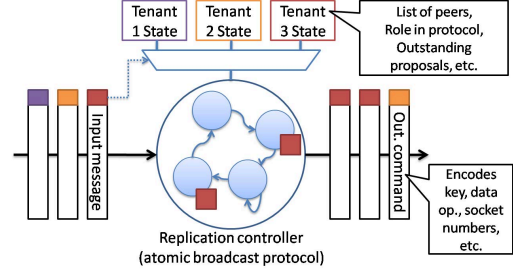 Tenant
1 State
Tenant
2 State
Tenant
3 State
List of peers,
Role in protocol,
Outstanding
proposals, etc.
Input message
Out. command
Encodes
key, data
op., socket
numbers,
etc.
Replication controller
(atomic broadcast protocol)